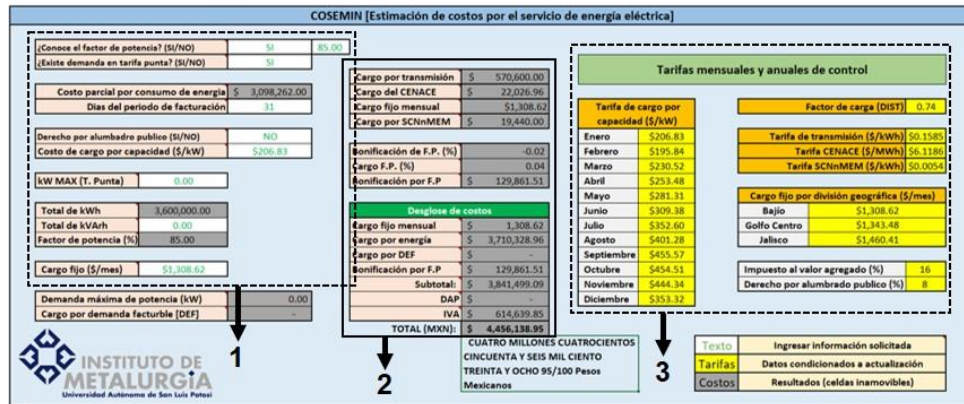 COSEMIN [Estimación de costos por el servicio de energía eléctrica]
¿Conoce el factor de potencia? (SI/NO) SI 85.00
¿Existe demanda en tarifa punta? (SI/NO) SI
Costo parcial por consumo de energía $ 3,098,262.00
Días del periodo de facturación 31
Derecho por alumbadro publico (SI/NO) NO
Costo de cargo por capacidad ($/kW) $206.83
kW MAX (T. Punta) 0.00
Total de kWh 3,600,000.00
Total de kVArh 0.00
Factor de potencia (%) 85.00
Cargo fijo ($/mes) $1,308.62
Demanda máxima de potencia (kW) 0.00
Cargo por demanda facturble [DEF] -
1
INSTITUTO DE
METALURGIA
Universidad Autónoma de San Luis Potosí
Cargo por transmisión $ 570,600.00
Cargo del CENACE $ 22,026.96
Cargo fijo mensual $1,308.62
Cargo por SCNnMEM $ 19,440.00
Bonificación de F.P. (%) -0.02
Cargo F.P. (%) 0.04
Bonificación por F.P $ 129,861.51
Desglose de costos
Cargo fijo mensual $ 1,308.62
Cargo por energía $ 3,710,328.96
Cargo por DEF $ -
Bonificación por F.P $ 129,861.51
Subtotal: $ 3,841,499.09
DAP $ -
IVA $ 614,639.85
TOTAL (MXN): $ 4,456,138.95
CUATRO MILLONES CUATROCIENTOS
CINCUENTA Y SEIS MIL CIENTO
TREINTA Y OCHO 95/100 Pesos
Mexicanos
2
Tarifas mensuales y anuales de control
Tarifa de cargo por
capacidad ($/kW)
Enero $206.83
Febrero $195.84
Marzo $230.52
Abril $253.48
Mayo $281.31
Junio $309.38
Julio $352.60
Agosto $401.28
Septiembre $455.57
Octubre $454.51
Noviembre $444.34
Diciembre $353.32
Factor de carga (DIST) 0.74
Tarifa de transmisión ($/kWh) $0.1585
Tarifa CENACE ($/MWh) $6.1186
Tarifa SCNnMEM ($/kWh) $0.0054
Cargo fijo por división geográfica ($/mes)
Bajío $1,308.62
Golfo Centro $1,343.48
Jalisco $1,460.41
Impuesto al valor agregado (%) 16
Derecho por alumbrado publico (%) 8
3
Texto Ingresar información solicitada
Tarifas Datos condicionados a actualización
Costos Resultados (celdas inamovibles)